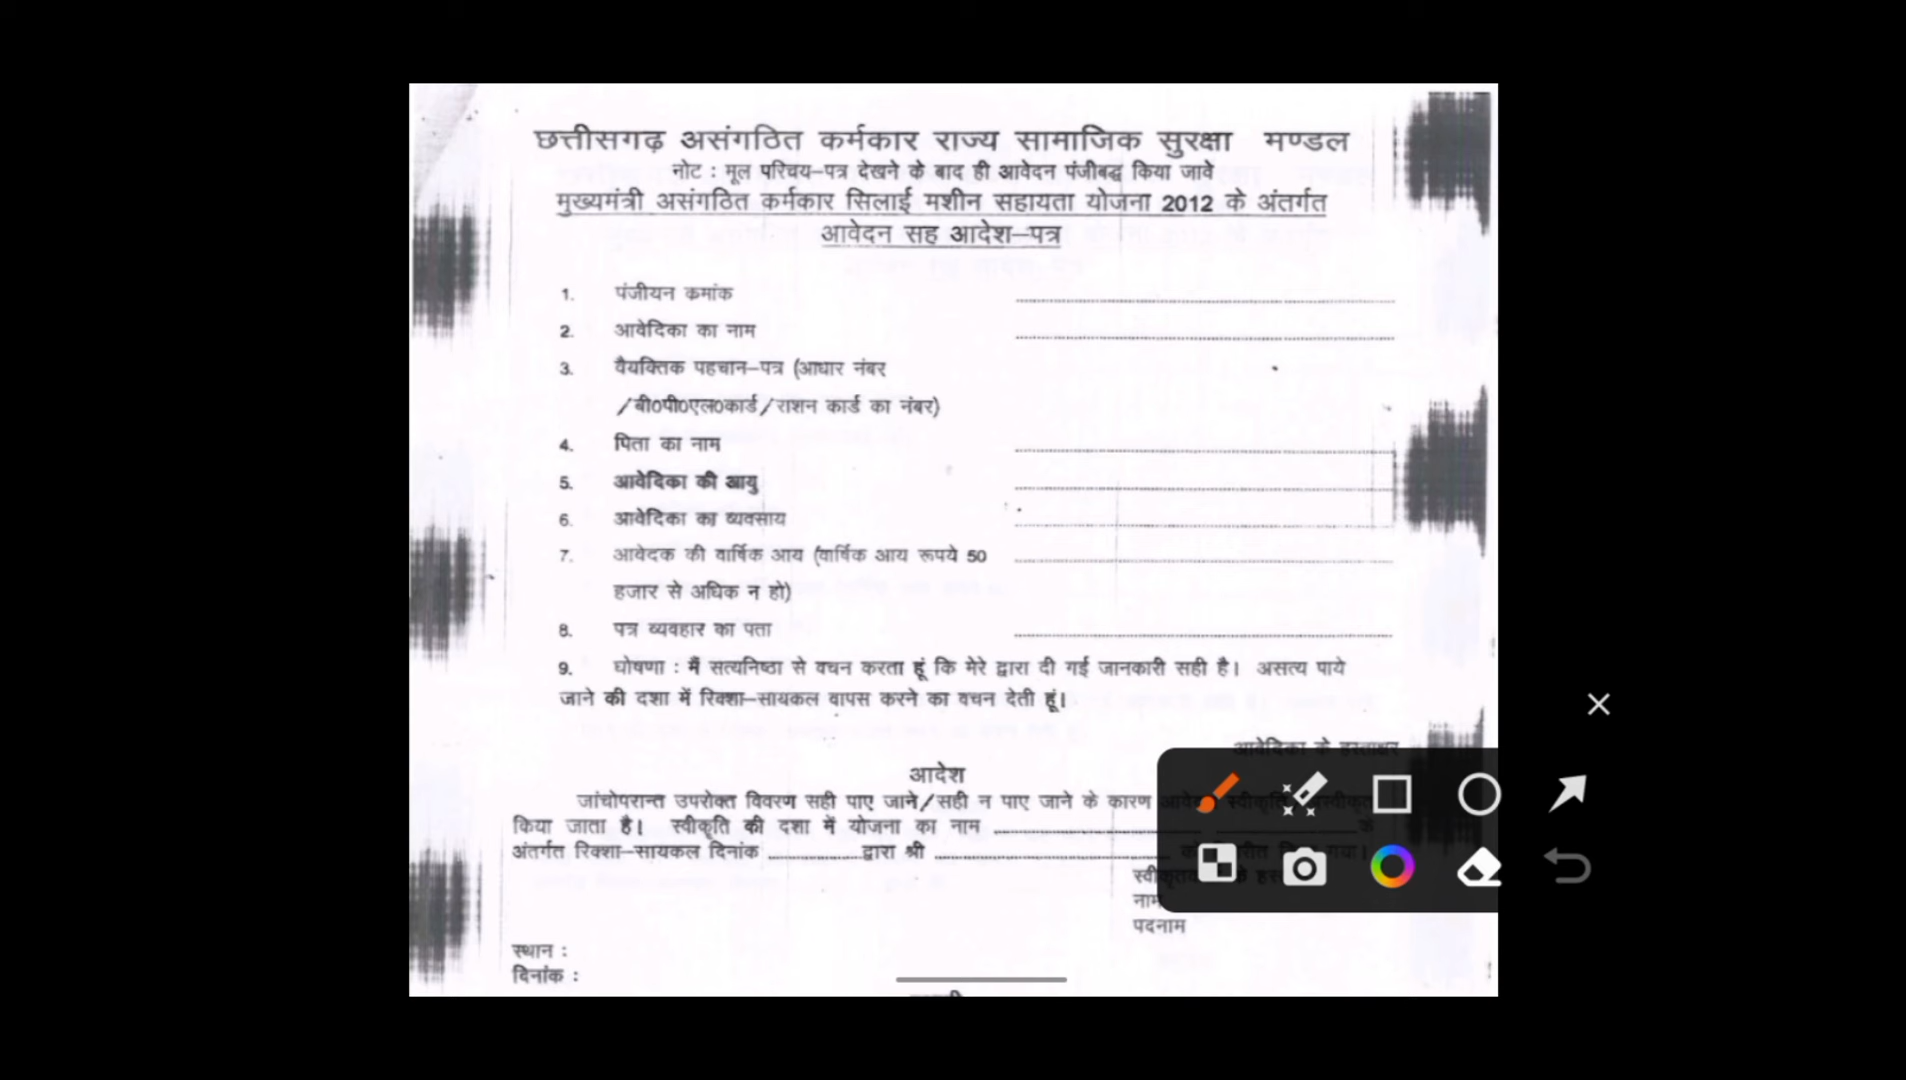 छत्तीसगढ़ असंगठित कर्मकार राज्य सामाजिक सुरक्षा मण्डल
नोट : मूल परिचय–पत्र देखने के बाद ही आवेदन पंजीबद्ध किया जावे
मुख्यमंत्री असंगठित कर्मकार सिलाई मशीन सहायता योजना 2012 के अंतर्गत
आवेदन सह आदेश–पत्र
1. पंजीयन कमांक
2. आवेदिका का नाम
3. वैयक्तिक पहचान–पत्र (आधार नंबर
/बी0पी0एल0कार्ड/राशन कार्ड का नंबर)
4. पिता का नाम
5. आवेदिका की आयु
6. आवेदिका का व्यवसाय
7. आवेदक की वार्षिक आय (वार्षिक आय रूपये 50
हजार से अधिक न हो)
8. पत्र व्यवहार का पता
9. घोषणा : मैं सत्यनिष्ठा से वचन करता हूं कि मेरे द्वारा दी गई जानकारी सही है। असत्य पाये
जाने की दशा में रिक्शा–सायकल वापस करने का वचन देती हूं।
आवेदिका के हस्ताक्षर
आदेश
जांचोपरान्त उपरोक्त विवरण सही पाए जाने/सही न पाए जाने के कारण
किया जाता है। स्वीकृति की दशा में योजना का नाम
अंतर्गत रिक्शा–सायकल दिनांक द्वारा श्री
नाम
पदनाम
स्थान :
दिनांक :